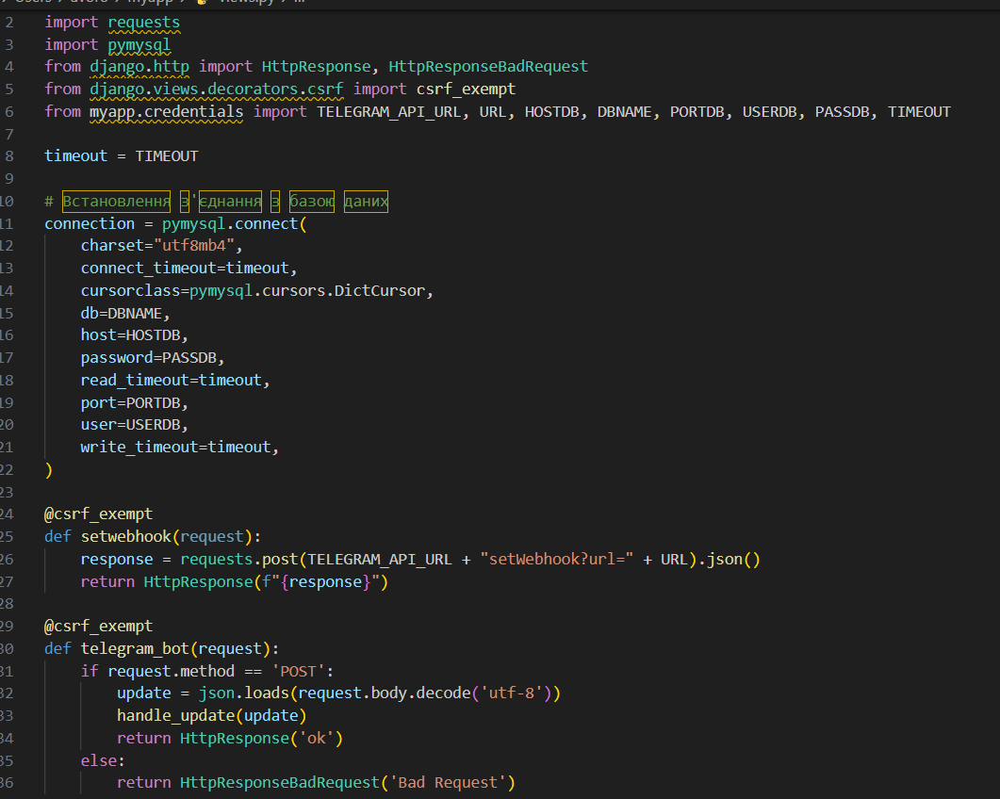 2 import requests
3 import pymysql
4 from django.http import HttpResponse, HttpResponseBadRequest
5 from django.views.decorators.csrf import csrf_exempt
6 from myapp.credentials import TELEGRAM_API_URL, URL, HOSTDB, DBNAME, PORTDB, USERDB, PASSDB, TIMEOUT
7
8 timeout = TIMEOUT
9
10 # Встановлення з'єднання з базою даних
11 connection = pymysql.connect(
12     charset="utf8mb4",
13     connect_timeout=timeout,
14     cursorclass=pymysql.cursors.DictCursor,
15     db=DBNAME,
16     host=HOSTDB,
17     password=PASSDB,
18     read_timeout=timeout,
19     port=PORTDB,
20     user=USERDB,
21     write_timeout=timeout,
22 )
23
24 @csrf_exempt
25 def setwebhook(request):
26     response = requests.post(TELEGRAM_API_URL + "setWebhook?url=" + URL).json()
27     return HttpResponse(f"{response}")
28
29 @csrf_exempt
30 def telegram_bot(request):
31     if request.method == 'POST':
32         update = json.loads(request.body.decode('utf-8'))
33         handle_update(update)
34         return HttpResponse('ok')
35     else:
36         return HttpResponseBadRequest('Bad Request')